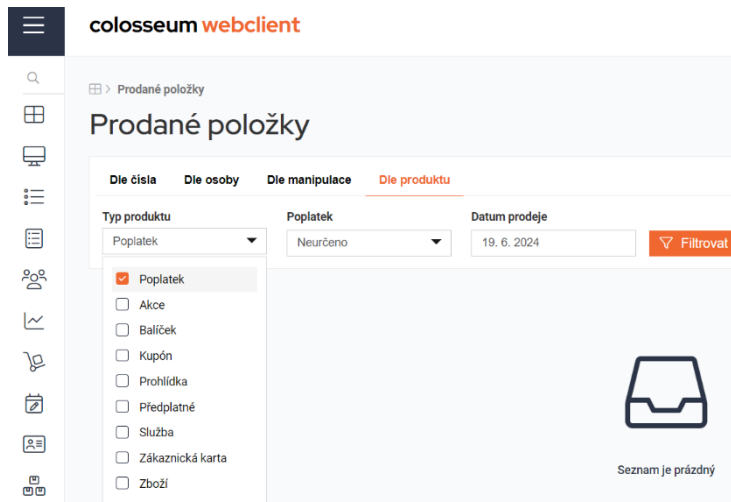 colosseum webclient
Prodané položky
Prodané položky
Dle čísla Dle osoby Dle manipulace Dle produktu
Typ produktu Poplatek Datum prodeje
Poplatek Neurčeno 19. 6. 2024 Filtrovat
Poplatek
Akce
Balíček
Kupón
Prohlídka
Předplatné
Služba
Zákaznická karta
Zboží
Seznam je prázdný